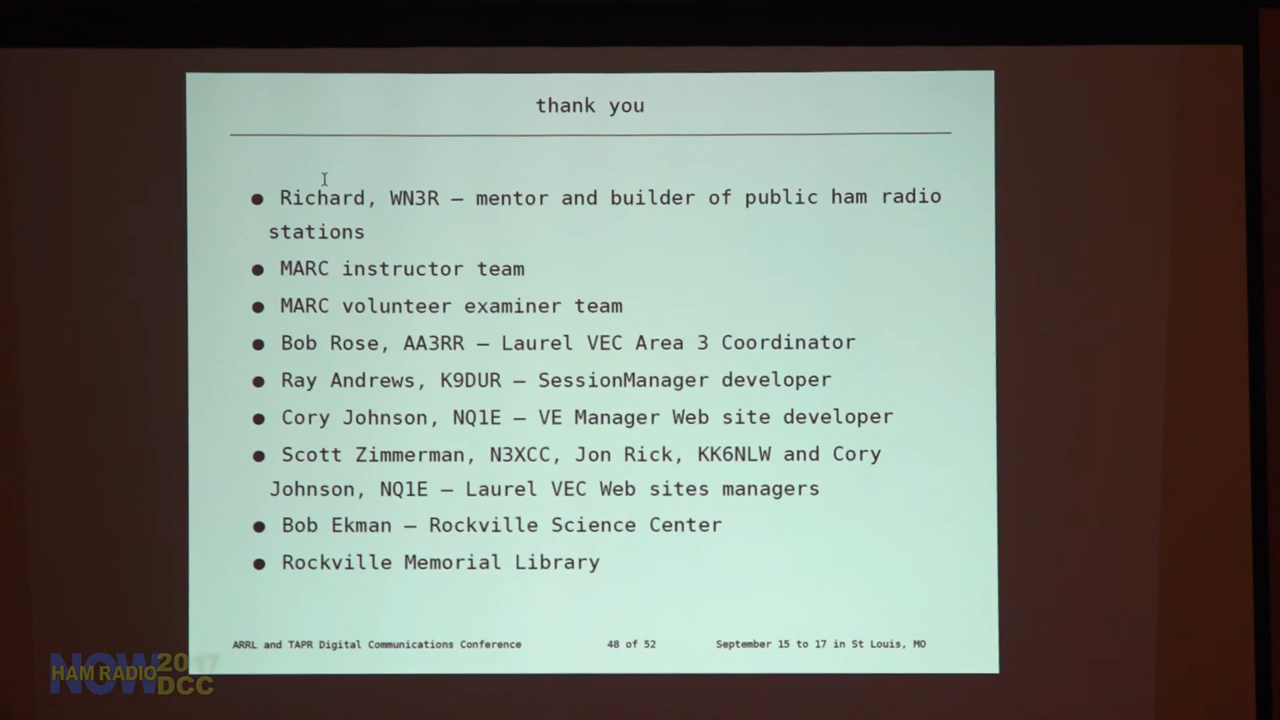 thank you
● Richard, WN3R – mentor and builder of public ham radio
stations
● MARC instructor team
● MARC volunteer examiner team
● Bob Rose, AA3RR – Laurel VEC Area 3 Coordinator
● Ray Andrews, K9DUR – SessionManager developer
● Cory Johnson, NQ1E – VE Manager Web site developer
● Scott Zimmerman, N3XCC, Jon Rick, KK6NLW and Cory
Johnson, NQ1E – Laurel VEC Web sites managers
● Bob Ekman – Rockville Science Center
● Rockville Memorial Library
ARRL and TAPR Digital Communications Conference 48 of 52 September 15 to 17 in St Louis, MO
HAM RADIO NOW 2017 DCC